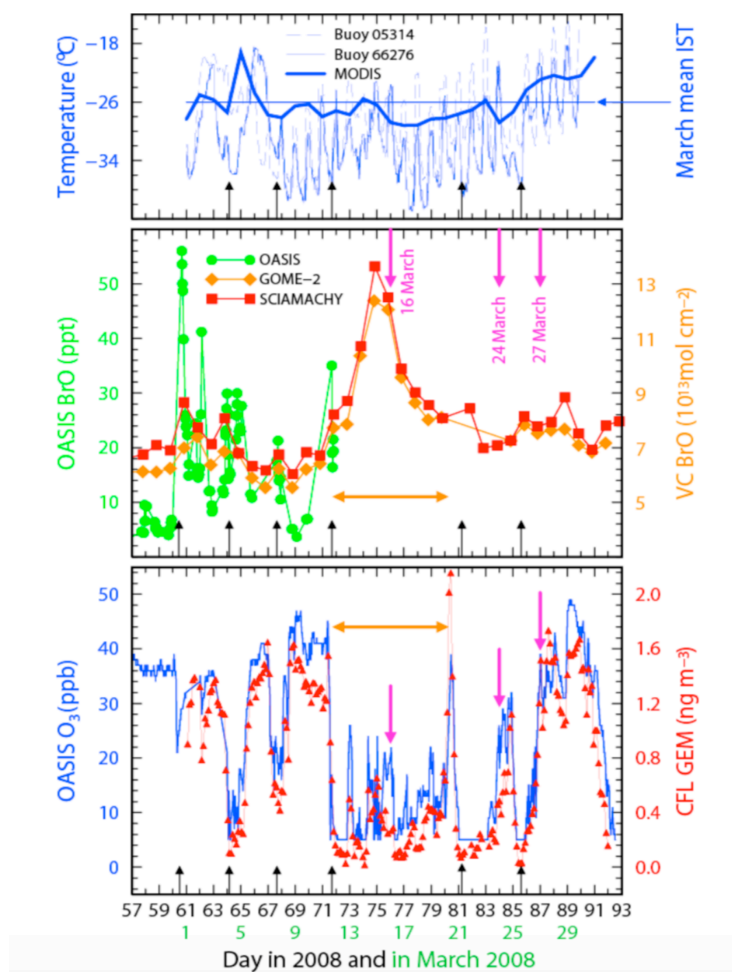 Temperature (ºC)
-18
-26
-34
Buoy 05314
Buoy 66276
MODIS
March mean IST
OASIS BrO (ppt)
50
40
30
20
10
OASIS
GOME-2
SCIAMACHY
16 March
24 March
27 March
13
11
9
7
5
VC BrO (10¹³mol cm⁻²)
OASIS O₃(ppb)
50
40
30
20
10
0
2.0
1.6
1.2
0.8
0.4
0.0
CFL GEM (ng m⁻³)
57 59 61 63 65 67 69 71 73 75 77 79 81 83 85 87 89 91 93
1 5 9 13 17 21 25 29
Day in 2008 and in March 2008